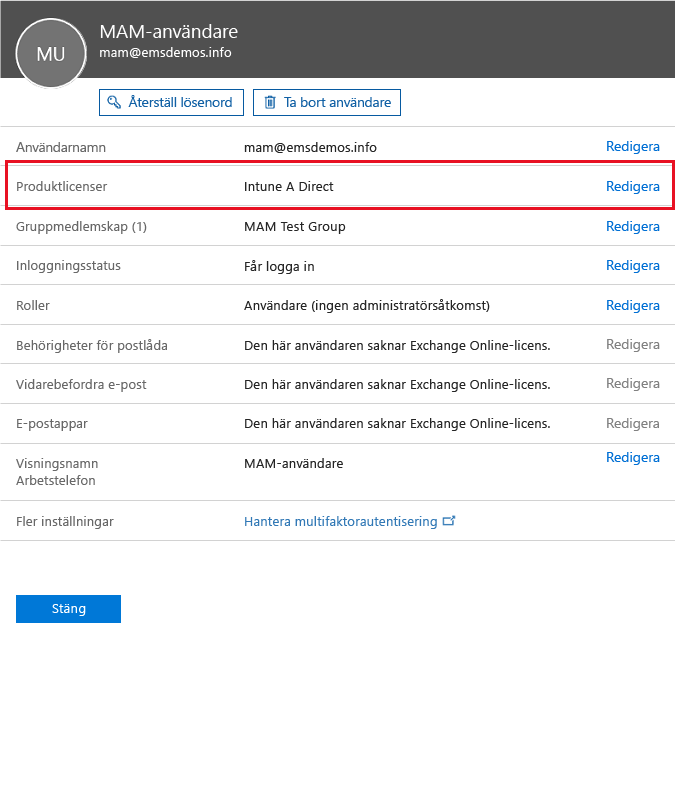 MU
MAM-användare
mam@emsdemos.info
Återställ lösenord
Ta bort användare
Användarnamn mam@emsdemos.info Redigera
Produktlicenser Intune A Direct Redigera
Gruppmedlemskap (1) MAM Test Group Redigera
Inloggningsstatus Får logga in Redigera
Roller Användare (ingen administratörsåtkomst) Redigera
Behörigheter för postlåda Den här användaren saknar Exchange Online-licens. Redigera
Vidarebefordra e-post Den här användaren saknar Exchange Online-licens. Redigera
E-postappar Den här användaren saknar Exchange Online-licens. Redigera
Visningsnamn MAM-användare Redigera
Arbetstelefon
Fler inställningar Hantera multifaktorautentisering
Stäng